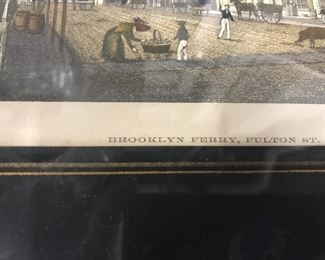 BROOKLYN FERRY, FULTON ST.